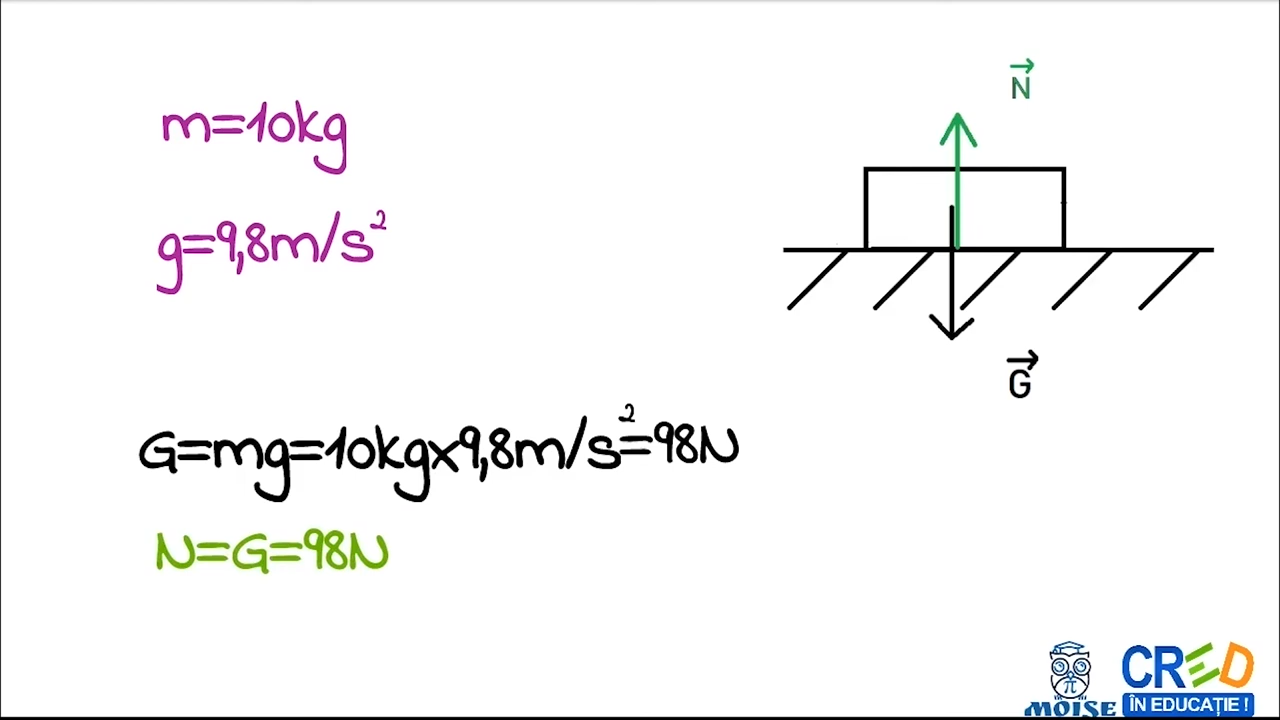 m=10kg
g=9,8m/s²
N
G
G=mg=10kgx9,8m/s²=98N
N=G=98N
π
MOISE
CRED
ÎN EDUCAȚIE !